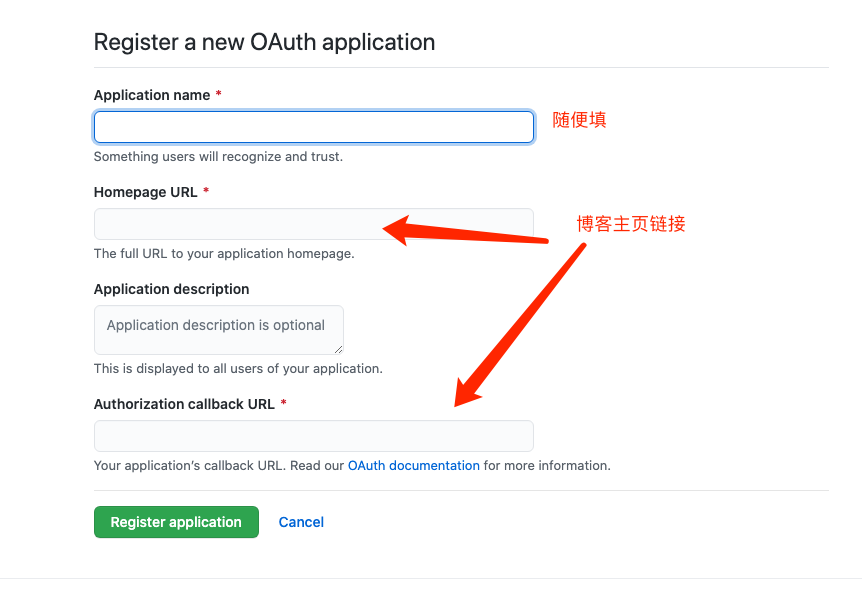 Register a new OAuth application
Application name *
随便填
Something users will recognize and trust.
Homepage URL *
博客主页链接
The full URL to your application homepage.
Application description
Application description is optional
This is displayed to all users of your application.
Authorization callback URL *
Your application’s callback URL. Read our OAuth documentation for more information.
Register application
Cancel